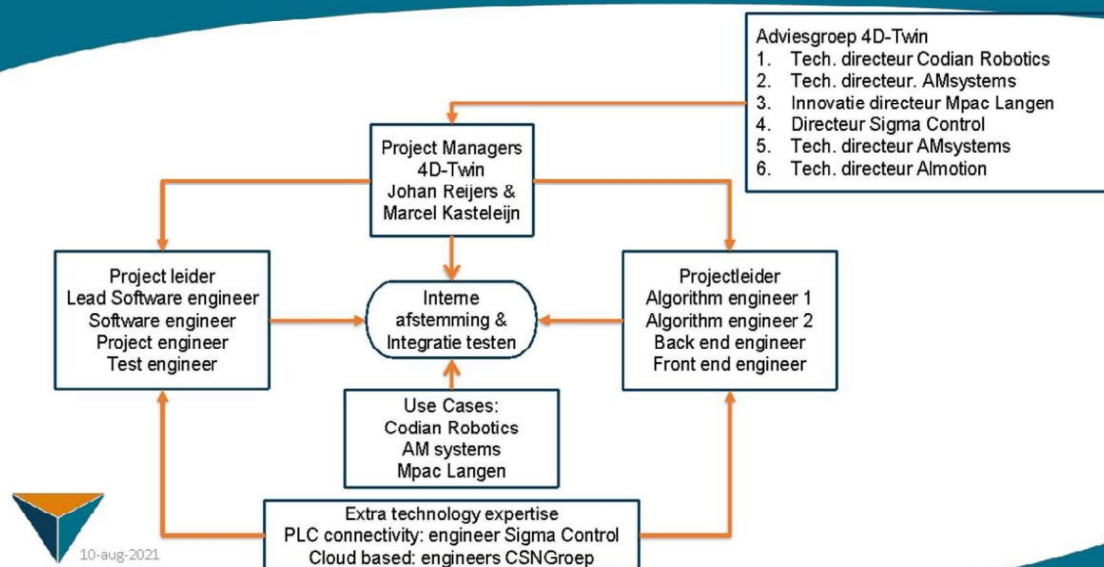 Adviesgroep 4D-Twin
1. Tech. directeur Codian Robotics
2. Tech. directeur. AMsystems
3. Innovatie directeur Mpac Langen
4. Directeur Sigma Control
5. Tech. directeur AMsystems
6. Tech. directeur Almotion
Project Managers
4D-Twin
Johan Reijers &
Marcel Kasteleijn
Project leider
Lead Software engineer
Software engineer
Project engineer
Test engineer
Interne
afstemming &
Integratie testen
Projectleider
Algorithm engineer 1
Algorithm engineer 2
Back end engineer
Front end engineer
Use Cases:
Codian Robotics
AM systems
Mpac Langen
Extra technology expertise
PLC connectivity: engineer Sigma Control
Cloud based: engineers CSNGroep
10-aug-2021